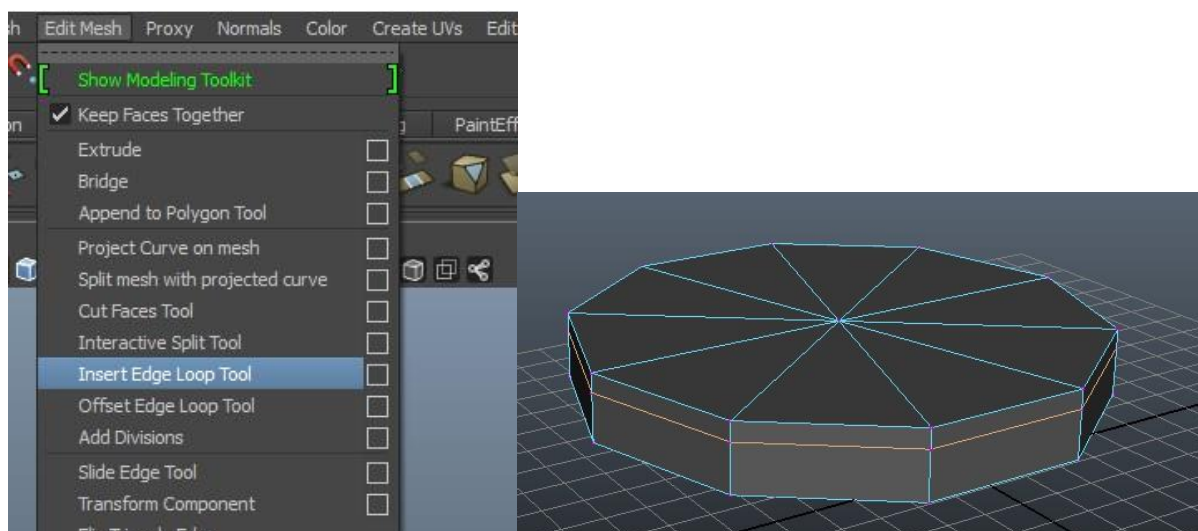 Edit Mesh Proxy Normals Color Create UVs Edit
Show Modeling Toolkit
Keep Faces Together
PaintEff
Extrude
Bridge
Append to Polygon Tool
Project Curve on mesh
Split mesh with projected curve
Cut Faces Tool
Interactive Split Tool
Insert Edge Loop Tool
Offset Edge Loop Tool
Add Divisions
Slide Edge Tool
Transform Component